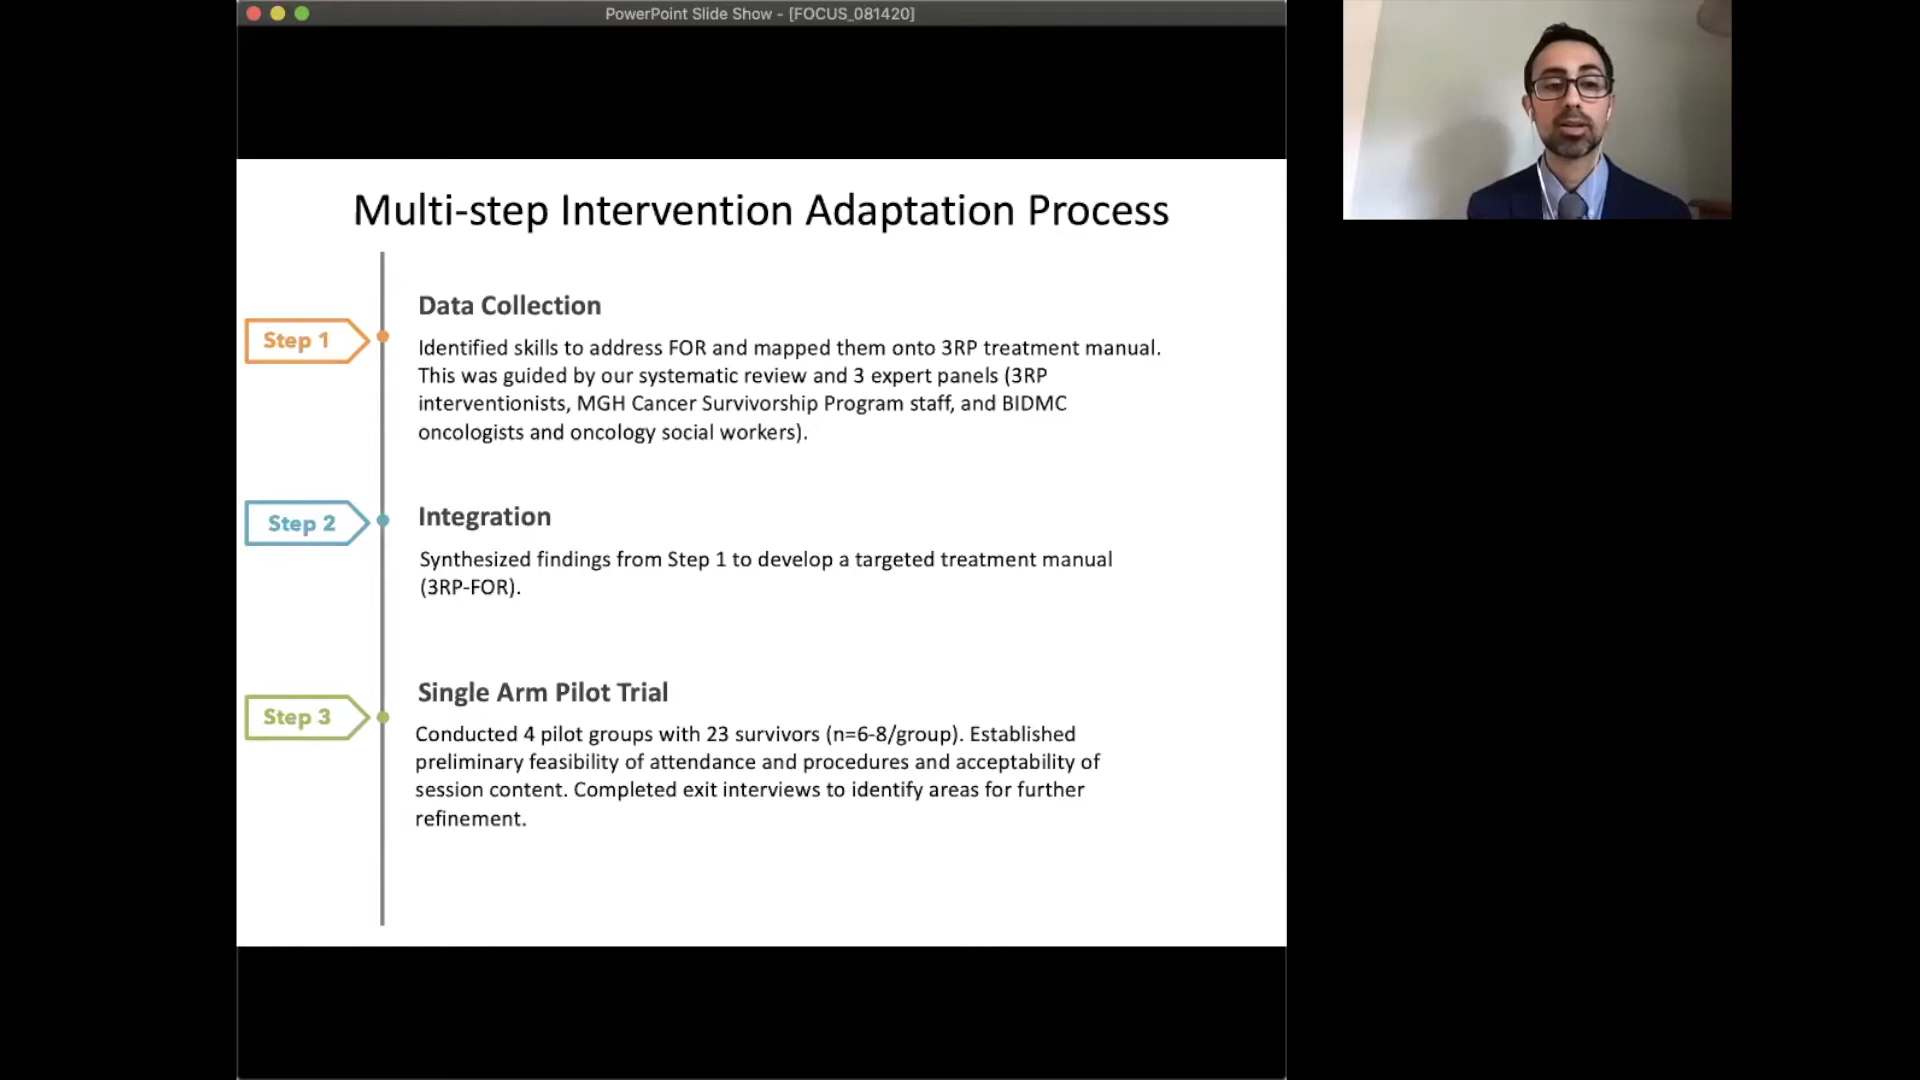 PowerPoint Slide Show - [FOCUS_081420]
Multi-step Intervention Adaptation Process
Step 1
Data Collection
Identified skills to address FOR and mapped them onto 3RP treatment manual.
This was guided by our systematic review and 3 expert panels (3RP
interventionists, MGH Cancer Survivorship Program staff, and BIDMC
oncologists and oncology social workers).
Step 2
Integration
Synthesized findings from Step 1 to develop a targeted treatment manual
(3RP-FOR).
Step 3
Single Arm Pilot Trial
Conducted 4 pilot groups with 23 survivors (n=6-8/group). Established
preliminary feasibility of attendance and procedures and acceptability of
session content. Completed exit interviews to identify areas for further
refinement.